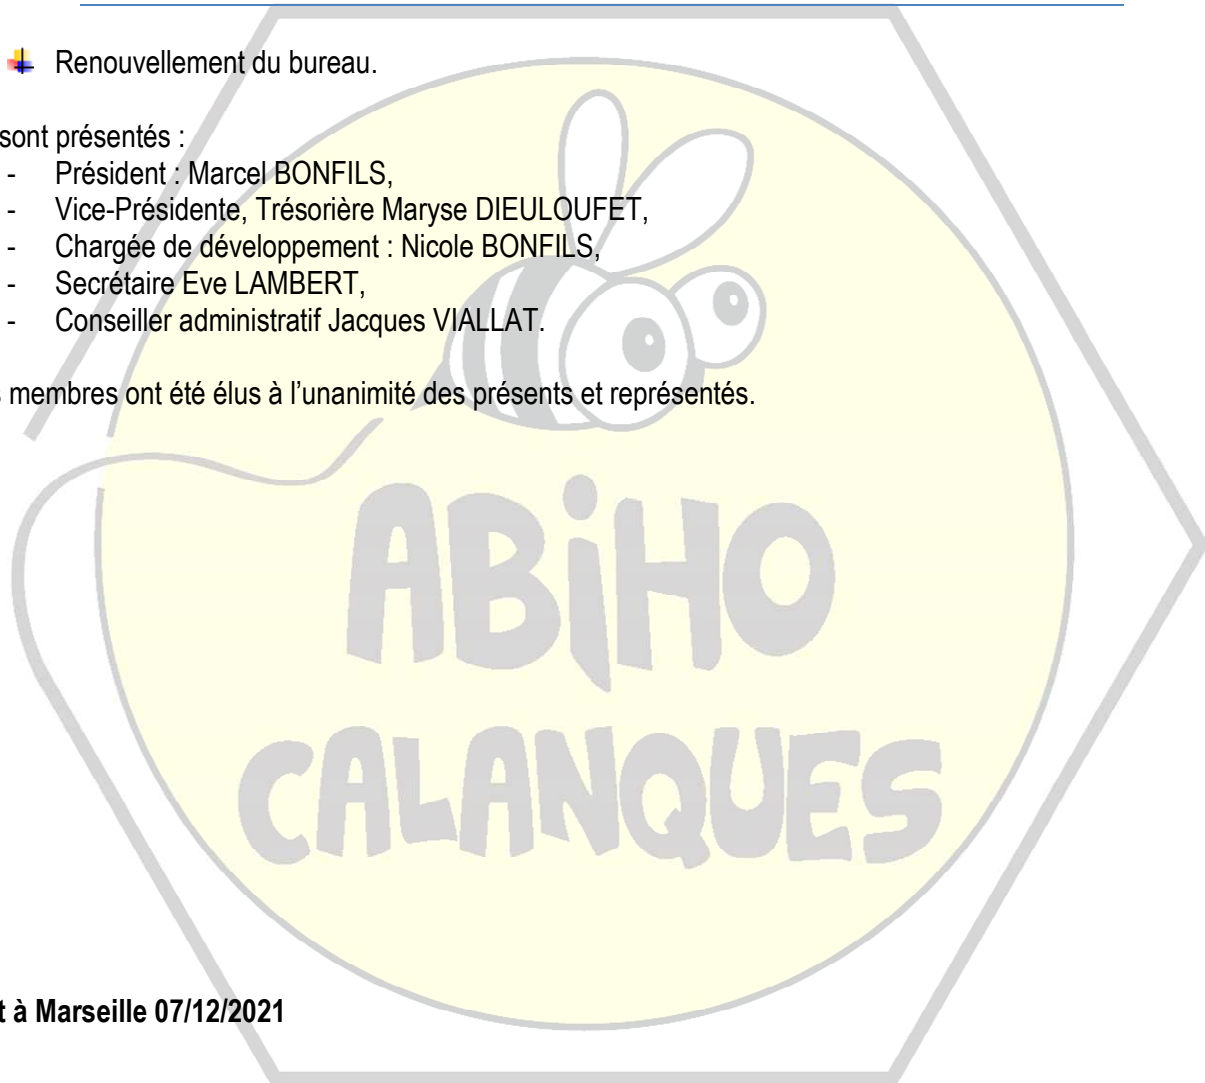 Renouvellement du bureau.
sont présentés :
- Président : Marcel BONFILS,
- Vice-Présidente, Trésorière Maryse DIEULOUFET,
- Chargée de développement : Nicole BONFILS,
- Secrétaire Eve LAMBERT,
- Conseiller administratif Jacques VIALLAT.
membres ont été élus à l'unanimité des présents et représentés.
ABiHO
CALANQUES
à Marseille 07/12/2021